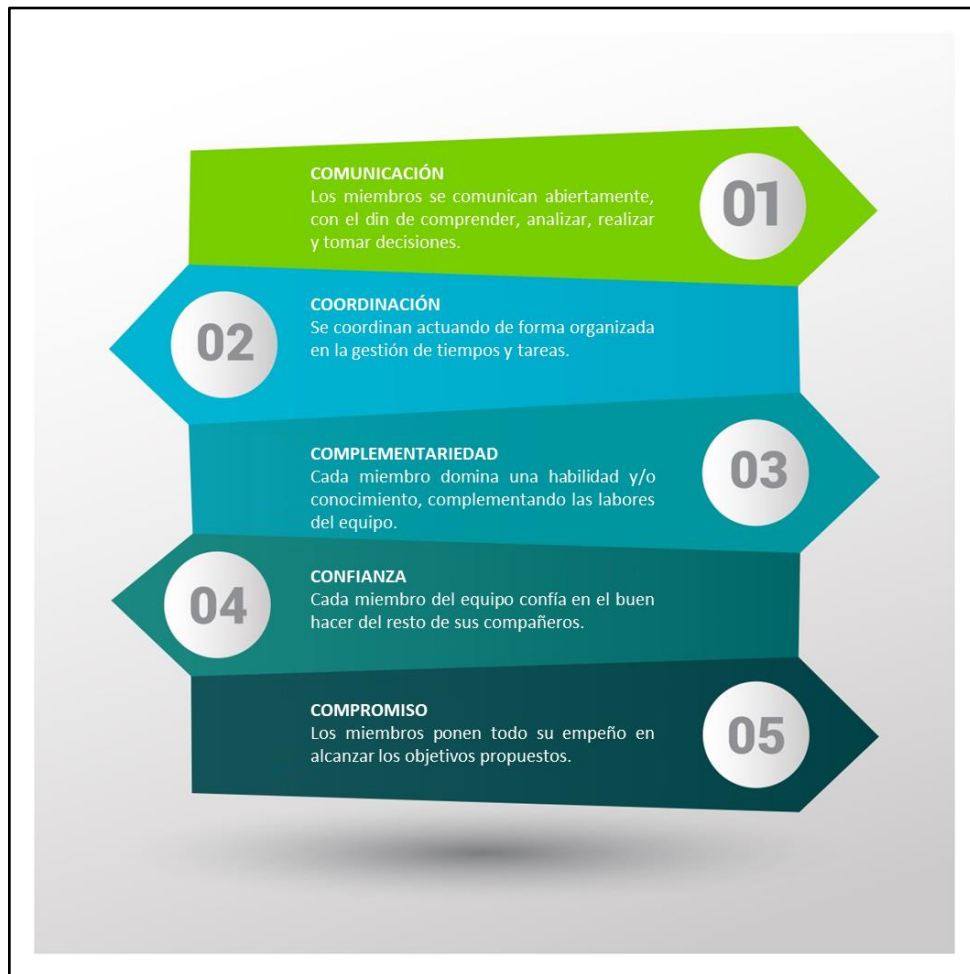 COMUNICACIÓN
Los miembros se comunican abiertamente,
con el din de comprender, analizar, realizar
y tomar decisiones.
01
COORDINACIÓN
Se coordinan actuando de forma organizada
en la gestión de tiempos y tareas.
02
COMPLEMENTARIEDAD
Cada miembro domina una habilidad y/o
conocimiento, complementando las labores
del equipo.
03
CONFIANZA
Cada miembro del equipo confía en el buen
hacer del resto de sus compañeros.
04
COMPROMISO
Los miembros ponen todo su empeño en
alcanzar los objetivos propuestos.
05